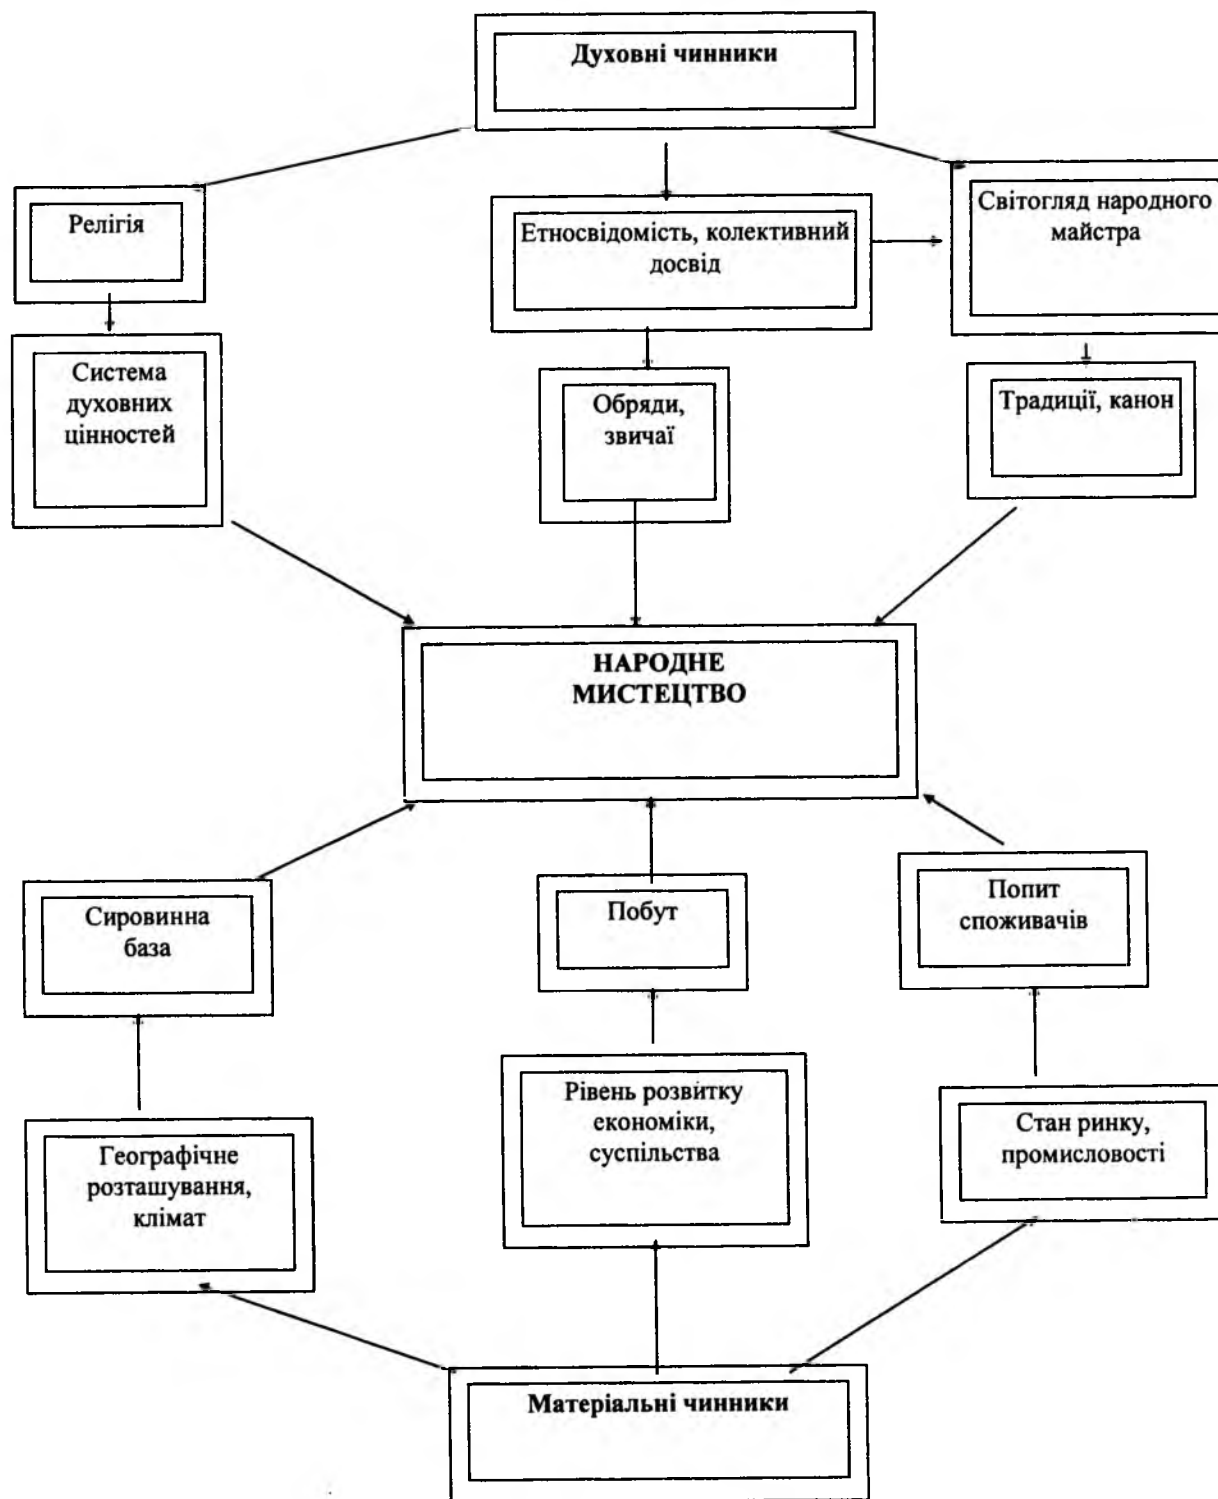 Духовні чинники
Релігія
Етносвідомість, колективний
досвід
Світогляд народного
майстра
Система
духовних
цінностей
Обряди,
звичаї
Традиції, канон
НАРОДНЕ
МИСТЕЦТВО
Сировинна
база
Побут
Попит
споживачів
Географічне
розташування,
клімат
Рівень розвитку
економіки,
суспільства
Стан ринку,
промисловості
Матеріальні чинники